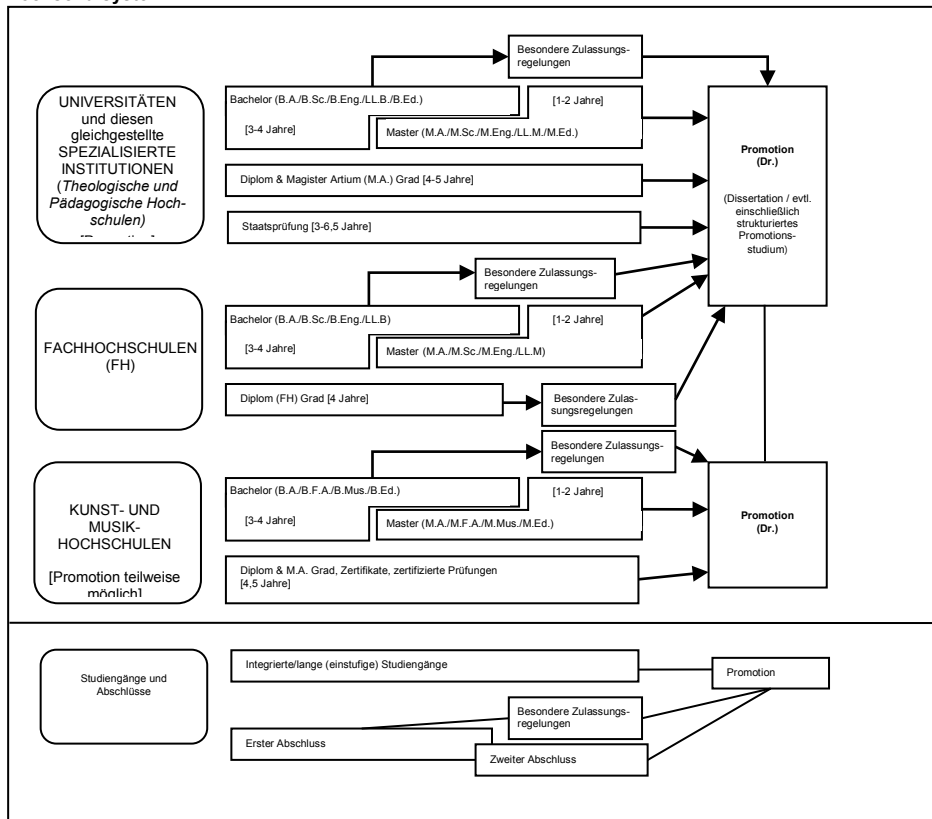 Besondere Zulassungs-
regelungen
UNIVERSITÄTEN
und diesen
gleichgestellte
SPEZIALISIERTE
INSTITUTIONEN
(Theologische und
Pädagogische Hoch-
schulen)
Bachelor (B.A./B.Sc./B.Eng./LL.B./B.Ed.)
[3-4 Jahre]
[1-2 Jahre]
Master (M.A./M.Sc./M.Eng./LL.M./M.Ed.)
Diplom & Magister Artium (M.A.) Grad [4-5 Jahre]
Staatsprüfung [3-6,5 Jahre]
Promotion
(Dr.)
(Dissertation / evtl.
einschließlich
strukturiertes
Promotions-
studium)
FACHHOCHSCHULEN
(FH)
Besondere Zulassungs-
regelungen
Bachelor (B.A./B.Sc./B.Eng./LL.B)
[3-4 Jahre]
[1-2 Jahre]
Master (M.A./M.Sc./M.Eng./LL.M)
Diplom (FH) Grad [4 Jahre]
Besondere Zulas-
sungsregelungen
KUNST- UND
MUSIK-
HOCHSCHULEN
[Promotion teilweise
möglich]
Besondere Zulassungs-
regelungen
Bachelor (B.A./B.F.A./B.Mus./B.Ed.)
[3-4 Jahre]
[1-2 Jahre]
Master (M.A./M.F.A./M.Mus./M.Ed.)
Diplom & M.A. Grad, Zertifikate, zertifizierte Prüfungen
[4,5 Jahre]
Promotion
(Dr.)
Studiengänge und
Abschlüsse
Integrierte/lange (einstufige) Studiengänge
Promotion
Besondere Zulassungs-
regelungen
Erster Abschluss
Zweiter Abschluss